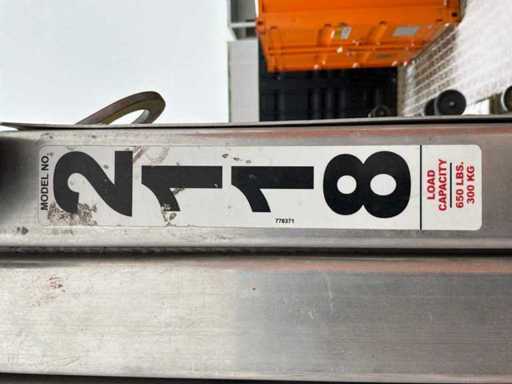 MODEL NO.
2118
778371
LOAD
CAPACITY
650 LBS.
300 KG